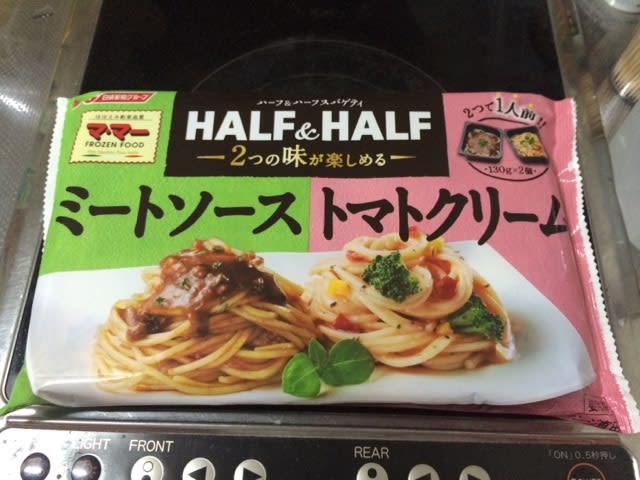 日清製粉グループ
マ・マー
FROZEN FOOD
ハーフ&ハーフスパゲティ
HALF&HALF
2つの味が楽しめる
2つで1人前!!
・130g×2個・
ミートソース
トマトクリーム
LIGHT
FRONT
REAR
「ON」0.5秒押し